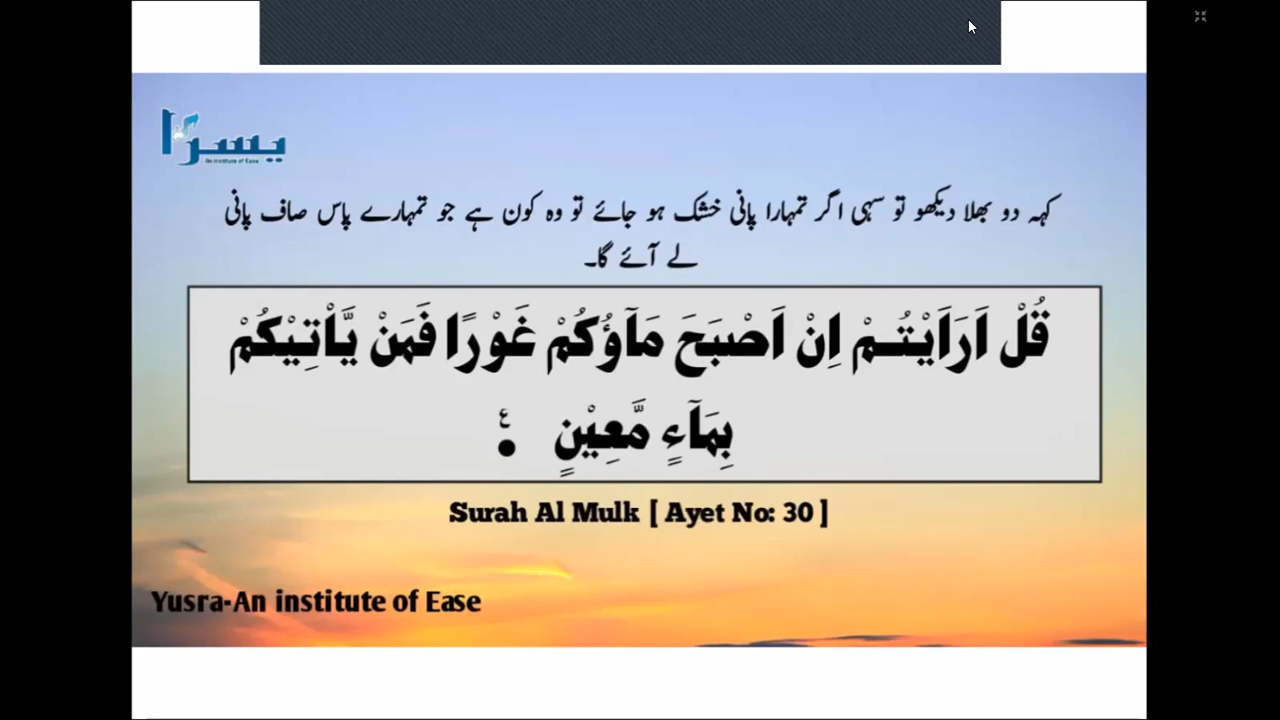 یسرا
An Institute of Ease
کہہ دو بھلا دیکھو تو سہی اگر تمہارا پانی خشک ہو جائے تو وہ کون ہے جو تمہارے پاس صاف پانی
لے آئے گا۔
قُلْ اَرَاَيْتُـمْ اِنْ اَصْبَحَ مَآؤُكُمْ غَوْرًا فَمَنْ يَّاْتِيْكُمْ
بِمَآءٍ مَّعِيْنٍ ۚ ع
Surah Al Mulk [ Ayet No: 30 ]
Yusra-An institute of Ease